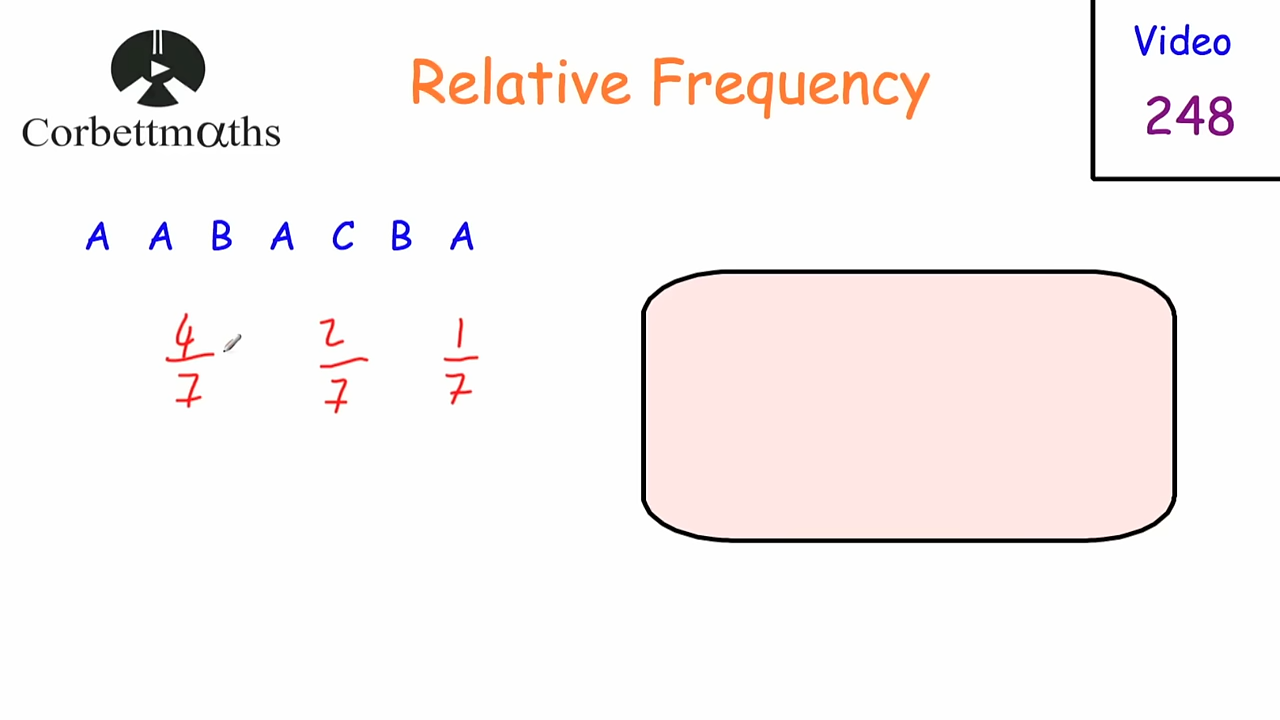 Corbettmαths
Relative Frequency
Video
248
A A B A C B A
4/7 2/7 1/7